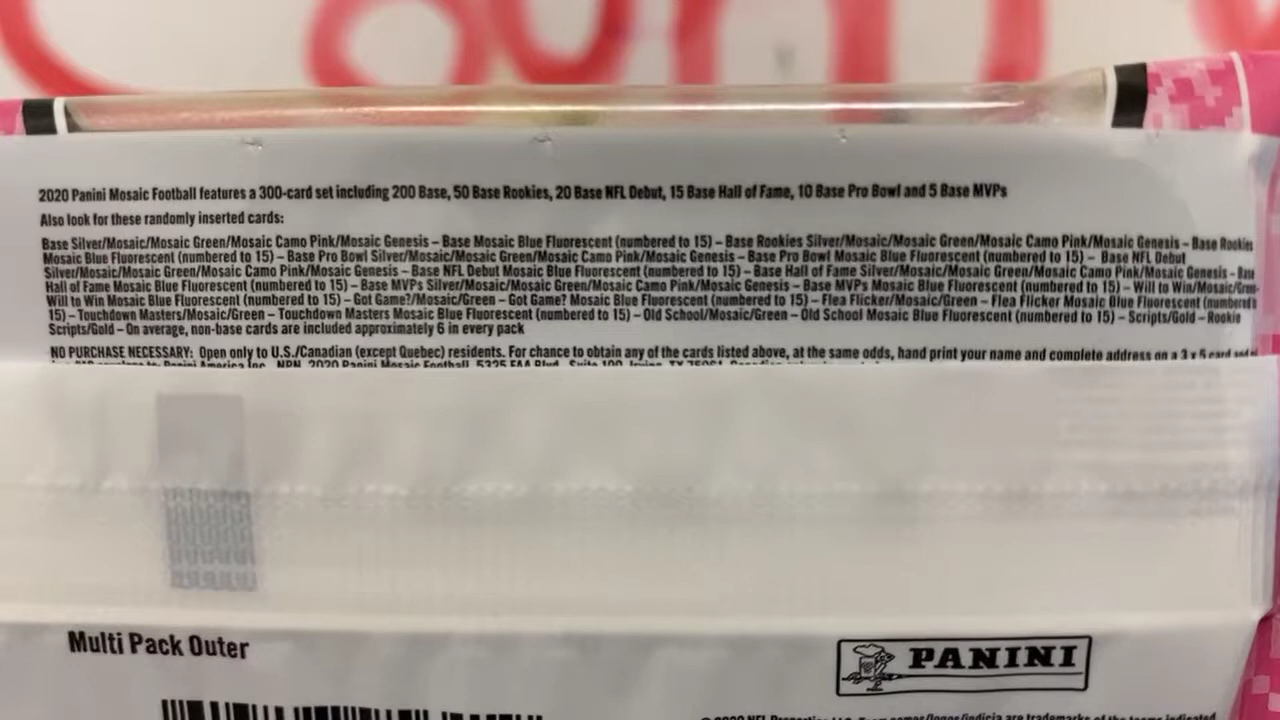 2020 Panini Mosaic Football features a 300-card set including 200 Base, 50 Base Rookies, 20 Base NFL Debut, 15 Base Hall of Fame, 10 Base Pro Bowl and 5 Base MVPs
Also look for these randomly inserted cards:
Base Silver/Mosaic/Mosaic Green/Mosaic Camo Pink/Mosaic Genesis – Base Mosaic Blue Fluorescent (numbered to 15) – Base Rookies Silver/Mosaic/Mosaic Green/Mosaic Camo Pink/Mosaic Genesis – Base Rookies
Mosaic Blue Fluorescent (numbered to 15) – Base Pro Bowl Silver/Mosaic/Mosaic Green/Mosaic Camo Pink/Mosaic Genesis – Base Pro Bowl Mosaic Blue Fluorescent (numbered to 15) – Base NFL Debut
Silver/Mosaic/Mosaic Green/Mosaic Camo Pink/Mosaic Genesis – Base NFL Debut Mosaic Blue Fluorescent (numbered to 15) – Base Hall of Fame Silver/Mosaic/Mosaic Green/Mosaic Camo Pink/Mosaic Genesis – Base
Hall of Fame Mosaic Blue Fluorescent (numbered to 15) – Base MVPs Silver/Mosaic/Mosaic Green/Mosaic Camo Pink/Mosaic Genesis – Base MVPs Mosaic Blue Fluorescent (numbered to 15) – Will to Win/Mosaic/Green–
Will to Win Mosaic Blue Fluorescent (numbered to 15) – Got Game?/Mosaic/Green – Got Game? Mosaic Blue Fluorescent (numbered to 15) – Flea Flicker/Mosaic/Green – Flea Flicker Mosaic Blue Fluorescent (numbered to
15) – Touchdown Masters/Mosaic/Green – Touchdown Masters Mosaic Blue Fluorescent (numbered to 15) – Old School/Mosaic/Green – Old School Mosaic Blue Fluorescent (numbered to 15) – Scripts/Gold – Rookie
Scripts/Gold – On average, non-base cards are included approximately 6 in every pack
NO PURCHASE NECESSARY: Open only to U.S./Canadian (except Quebec) residents. For chance to obtain any of the cards listed above, at the same odds, hand print your name and complete address on a 3 x 5 card and
Panini America Inc. NPN, 2020 Panini Mosaic Football, 5325 FAA Blvd., Suite 100, Irving, TX 75061
Multi Pack Outer
PANINI
© 2020 NFL Properties LLC. Team names/logos/indicia are trademarks of the teams indicated